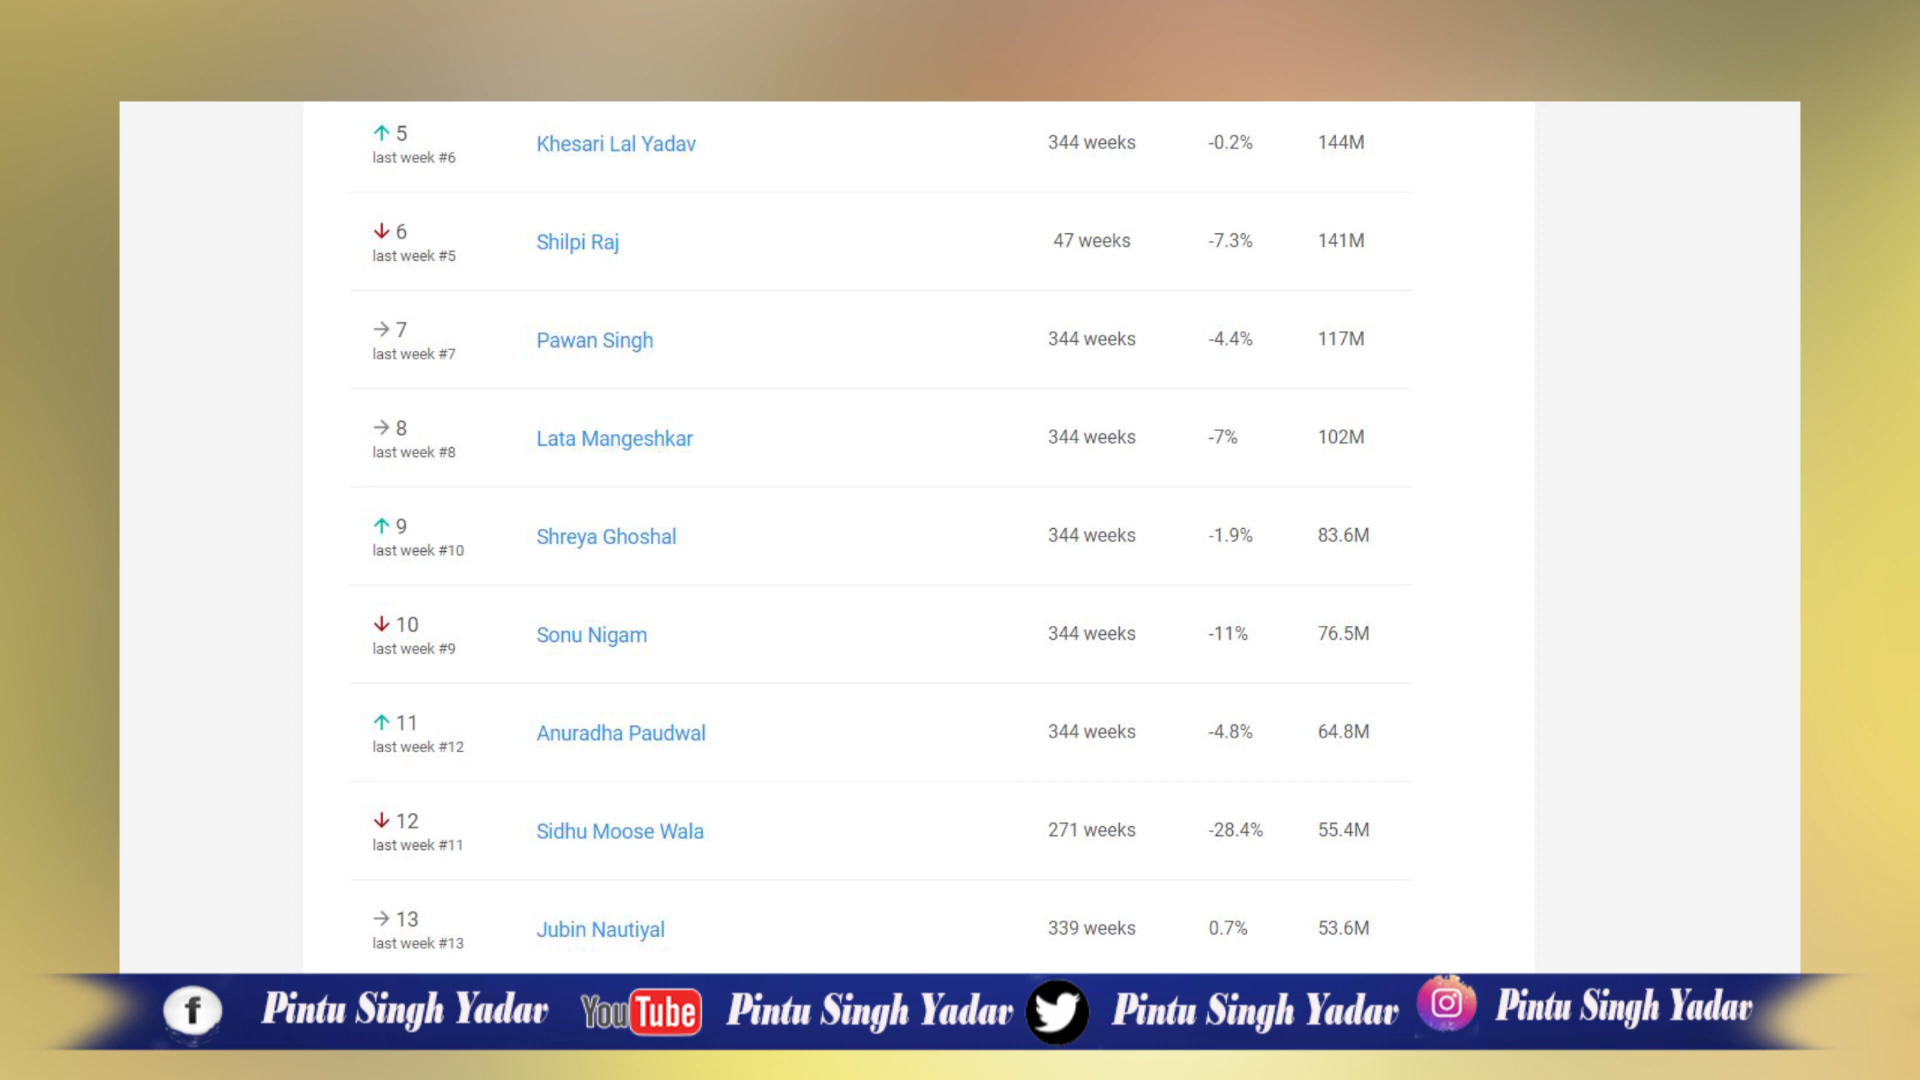 ↑ 5
last week #6
Khesari Lal Yadav
344 weeks
-0.2%
144M
↓ 6
last week #5
Shilpi Raj
47 weeks
-7.3%
141M
→ 7
last week #7
Pawan Singh
344 weeks
-4.4%
117M
→ 8
last week #8
Lata Mangeshkar
344 weeks
-7%
102M
↑ 9
last week #10
Shreya Ghoshal
344 weeks
-1.9%
83.6M
↓ 10
last week #9
Sonu Nigam
344 weeks
-11%
76.5M
↑ 11
last week #12
Anuradha Paudwal
344 weeks
-4.8%
64.8M
↓ 12
last week #11
Sidhu Moose Wala
271 weeks
-28.4%
55.4M
→ 13
last week #13
Jubin Nautiyal
339 weeks
0.7%
53.6M
f Pintu Singh Yadav YouTube Pintu Singh Yadav Pintu Singh Yadav Pintu Singh Yadav